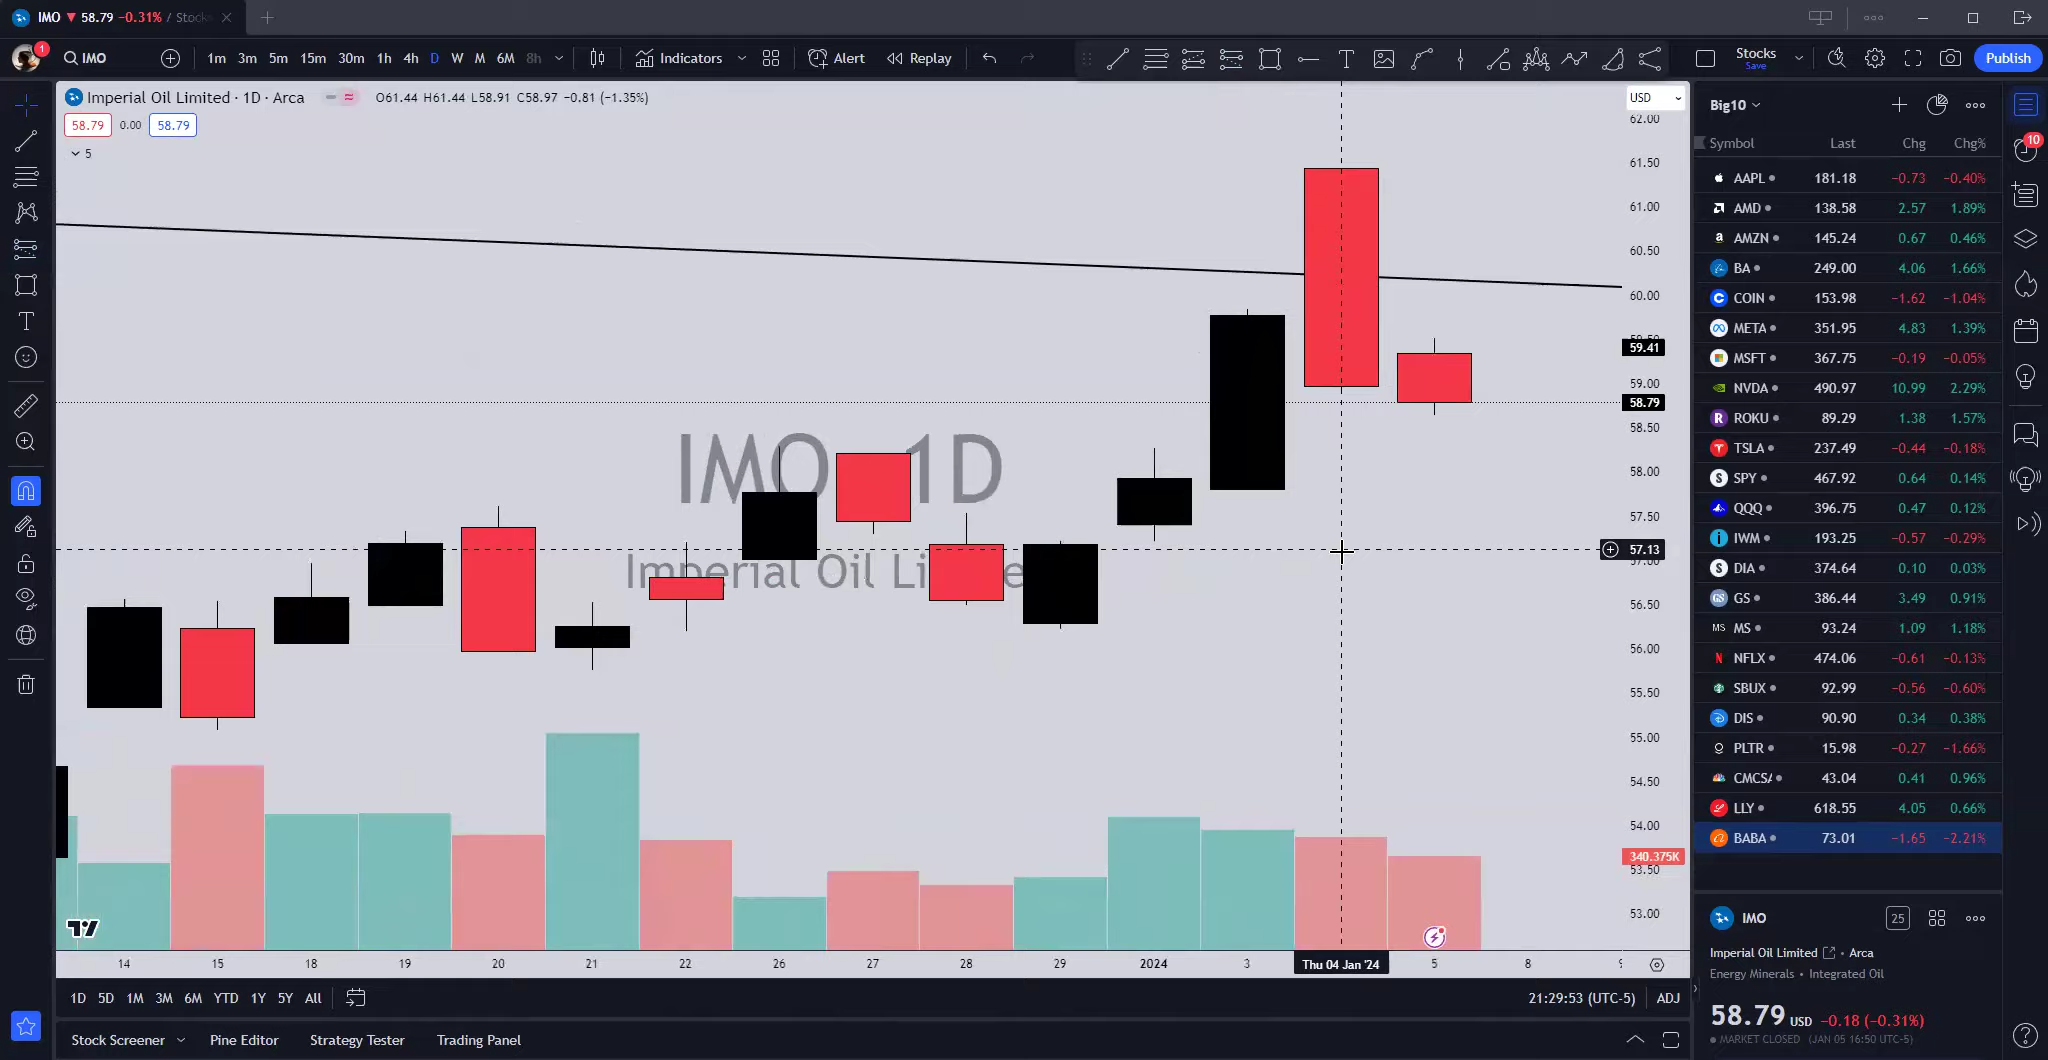 IMO ▼ 58.79 −0.31% / Stocks
1 IMO 1m 3m 5m 15m 30m 1h 4h D W M 6M 8h Indicators Alert Replay Stocks Save Publish
Imperial Oil Limited · 1D · Arca O61.44 H61.44 L58.91 C58.97 −0.81 (−1.35%)
58.79 0.00 58.79
5
USD
62.00
61.50
61.00
60.50
60.00
59.41
59.00
58.79
58.50
58.00
57.50
57.13
57.00
56.50
56.00
55.50
55.00
54.50
54.00
340.375K
53.50
53.00
IMO 1D
Imperial Oil Li
14 15 18 19 20 21 22 26 27 28 29 2024 3 Thu 04 Jan '24 5 8
1D 5D 1M 3M 6M YTD 1Y 5Y All 21:29:53 (UTC-5) ADJ
Stock Screener Pine Editor Strategy Tester Trading Panel
Big10
10
Symbol Last Chg Chg%
AAPL 181.18 −0.73 −0.40%
AMD 138.58 2.57 1.89%
AMZN 145.24 0.67 0.46%
BA 249.00 4.06 1.66%
COIN 153.98 −1.62 −1.04%
META 351.95 4.83 1.39%
MSFT 367.75 −0.19 −0.05%
NVDA 490.97 10.99 2.29%
ROKU 89.29 1.38 1.57%
TSLA 237.49 −0.44 −0.18%
SPY 467.92 0.64 0.14%
QQQ 396.75 0.47 0.12%
IWM 193.25 −0.57 −0.29%
DIA 374.64 0.10 0.03%
GS 386.44 3.49 0.91%
MS MS 93.24 1.09 1.18%
NFLX 474.06 −0.61 −0.13%
SBUX 92.99 −0.56 −0.60%
DIS 90.90 0.34 0.38%
PLTR 15.98 −0.27 −1.66%
CMCSA 43.04 0.41 0.96%
LLY 618.55 4.05 0.66%
BABA 73.01 −1.65 −2.21%
IMO 25
Imperial Oil Limited · Arca
Energy Minerals • Integrated Oil
58.79 USD −0.18 (−0.31%)
● MARKET CLOSED (JAN 05 16:50 UTC-5)